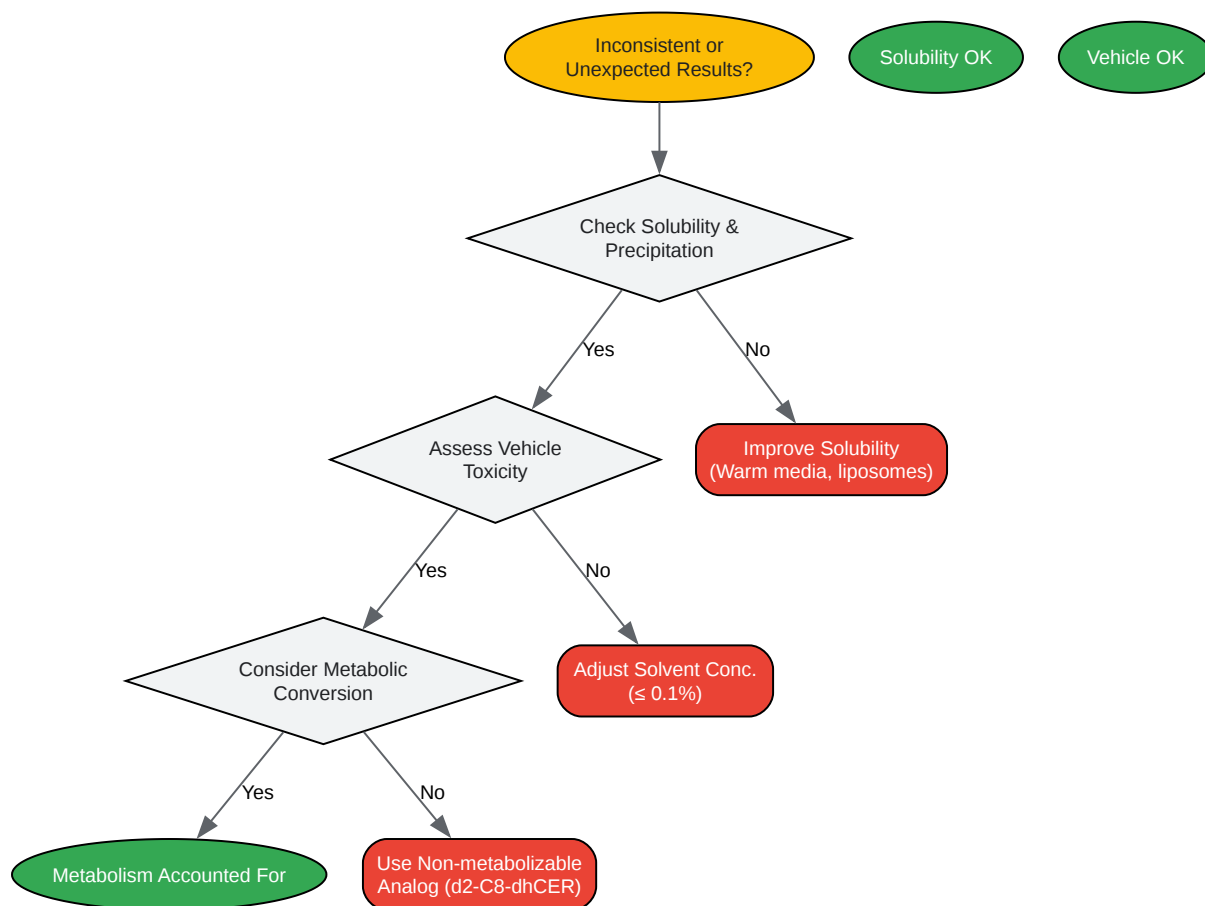 Inconsistent or
Unexpected Results?
Solubility OK
Vehicle OK
Check Solubility &
Precipitation
Yes
No
Assess Vehicle
Toxicity
Improve Solubility
(Warm media, liposomes)
Yes
No
Consider Metabolic
Conversion
Adjust Solvent Conc.
(≤ 0.1%)
Yes
No
Metabolism Accounted For
Use Non-metabolizable
Analog (d2-C8-dhCER)